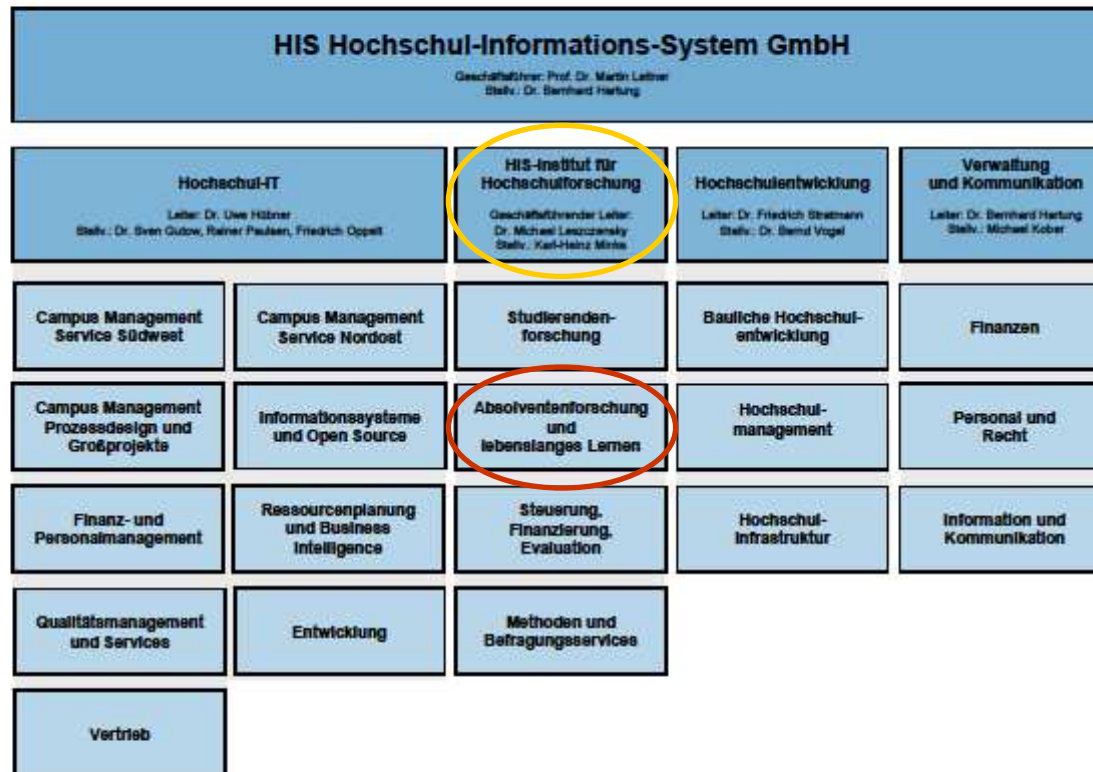 HIS Hochschul-Informations-System GmbH
Geschäftsführer: Prof. Dr. Martin Leitner
Stellv.: Dr. Bernhard Hartung
Hochschul-IT
Leiter: Dr. Uwe Hübner
Stellv.: Dr. Sven Gutow, Rainer Paulsen, Friedrich Oppelt
HIS-Institut für
Hochschulforschung
Geschäftsführender Leiter:
Dr. Michael Leszczensky
Stellv.: Karl-Heinz Minks
Hochschulentwicklung
Leiter: Dr. Friedrich Stratmann
Stellv.: Dr. Bernd Vogel
Verwaltung
und Kommunikation
Leiter: Dr. Bernhard Hartung
Stellv.: Michael Kober
Campus Management
Service Südwest
Campus Management
Service Nordost
Studierenden-
forschung
Bauliche Hochschul-
entwicklung
Finanzen
Campus Management
Prozessdesign und
Großprojekte
Informationssysteme
und Open Source
Absolventenforschung
und
lebenslanges Lernen
Hochschul-
management
Personal und
Recht
Finanz- und
Personalmanagement
Ressourcenplanung
und Business
Intelligence
Steuerung,
Finanzierung,
Evaluation
Hochschul-
Infrastruktur
Information und
Kommunikation
Qualitätsmanagement
und Services
Entwicklung
Methoden und
Befragungsservices
Vertrieb